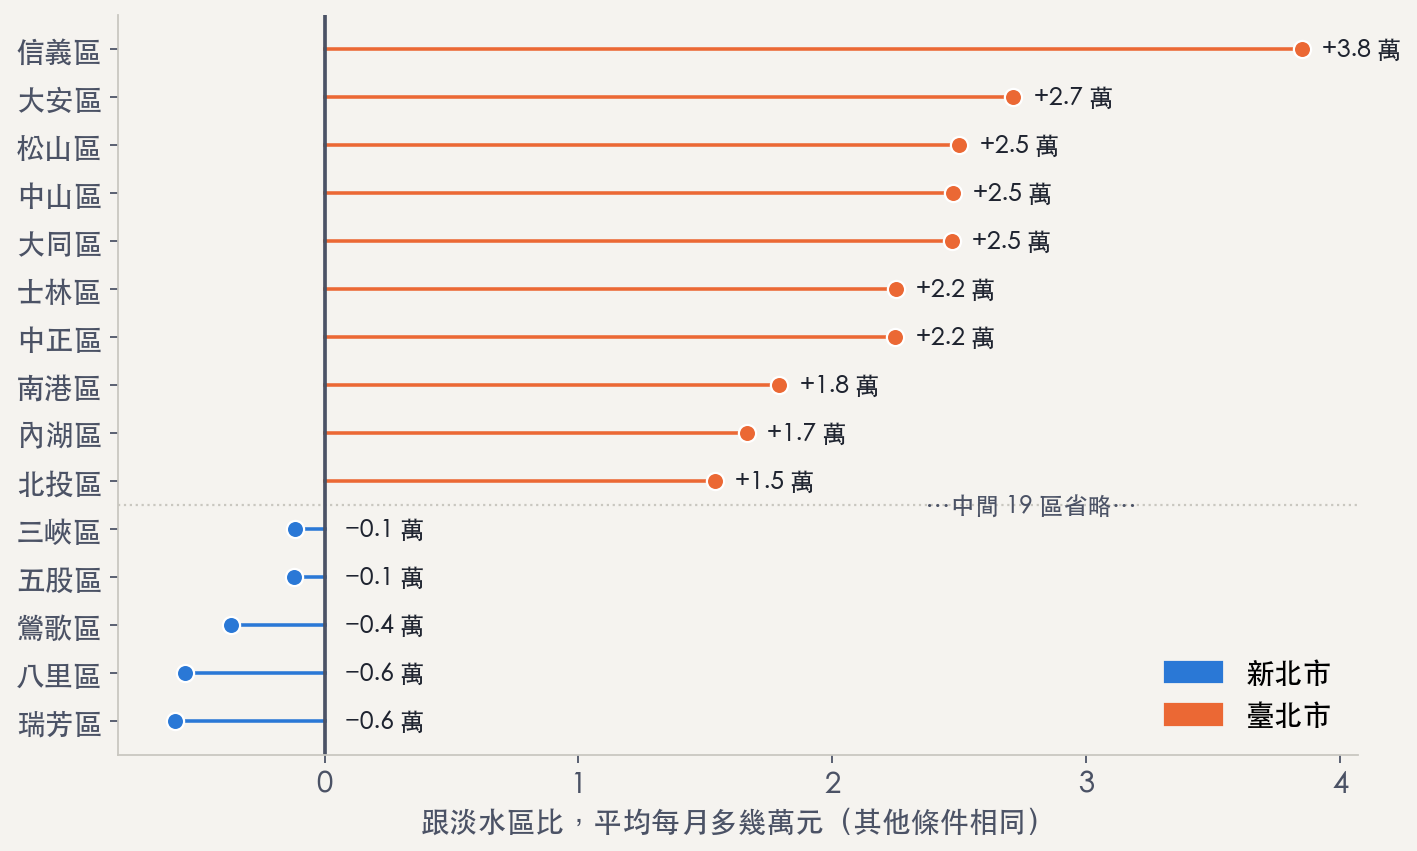 信義區 +3.8 萬
大安區 +2.7 萬
松山區 +2.5 萬
中山區 +2.5 萬
大同區 +2.5 萬
士林區 +2.2 萬
中正區 +2.2 萬
南港區 +1.8 萬
內湖區 +1.7 萬
北投區 +1.5 萬
⋯中間 19 區省略⋯
三峽區 −0.1 萬
五股區 −0.1 萬
鶯歌區 −0.4 萬
八里區 −0.6 萬
瑞芳區 −0.6 萬
新北市
臺北市
0 1 2 3 4
跟淡水區比，平均每月多幾萬元（其他條件相同）